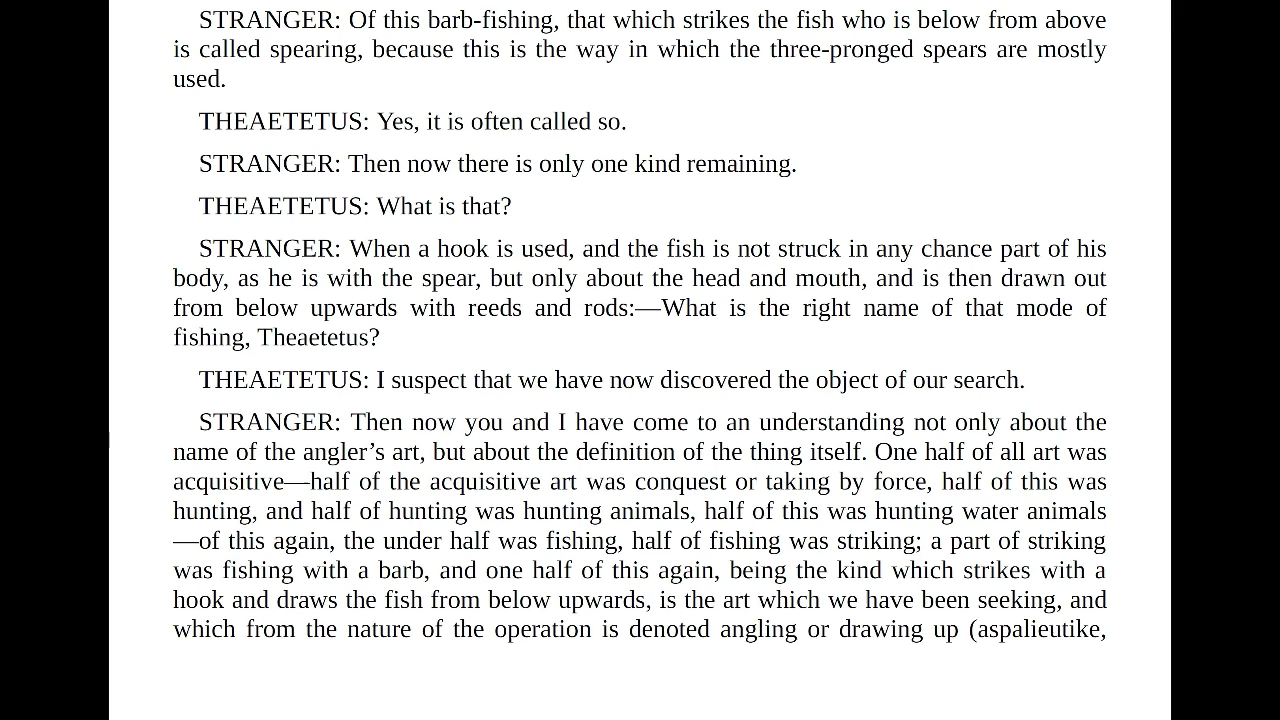 STRANGER: Of this barb-fishing, that which strikes the fish who is below from above
is called spearing, because this is the way in which the three-pronged spears are mostly
used.
THEAETETUS: Yes, it is often called so.
STRANGER: Then now there is only one kind remaining.
THEAETETUS: What is that?
STRANGER: When a hook is used, and the fish is not struck in any chance part of his
body, as he is with the spear, but only about the head and mouth, and is then drawn out
from below upwards with reeds and rods:—What is the right name of that mode of
fishing, Theaetetus?
THEAETETUS: I suspect that we have now discovered the object of our search.
STRANGER: Then now you and I have come to an understanding not only about the
name of the angler’s art, but about the definition of the thing itself. One half of all art was
acquisitive—half of the acquisitive art was conquest or taking by force, half of this was
hunting, and half of hunting was hunting animals, half of this was hunting water animals
—of this again, the under half was fishing, half of fishing was striking; a part of striking
was fishing with a barb, and one half of this again, being the kind which strikes with a
hook and draws the fish from below upwards, is the art which we have been seeking, and
which from the nature of the operation is denoted angling or drawing up (aspalieutike,